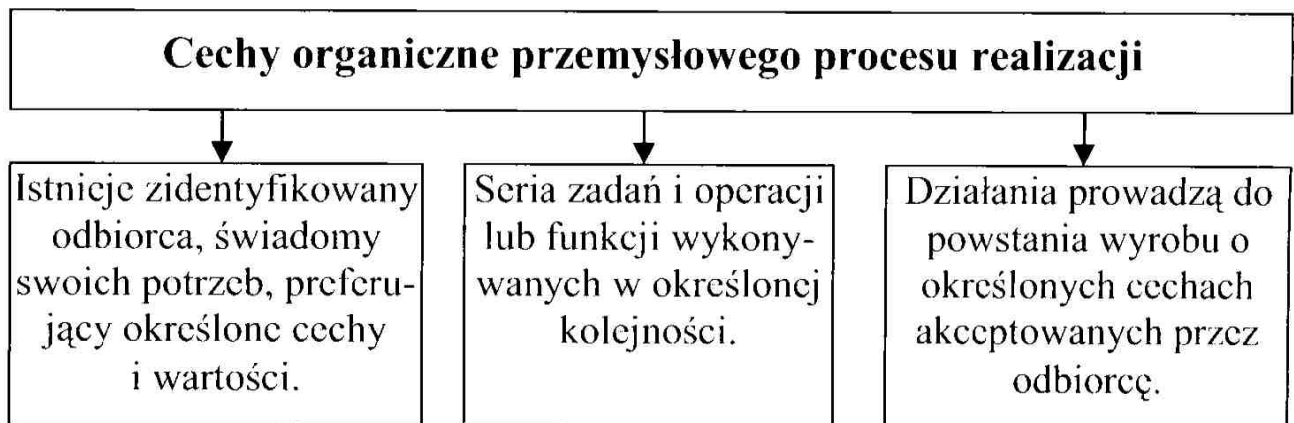 Cechy organiczne przemysłowego procesu realizacji
Istnieje zidentyfikowany
odbiorca, świadomy
swoich potrzeb, preferu-
jący określone cechy
i wartości.
Seria zadań i operacji
lub funkcji wykony-
wanych w określonej
kolejności.
Działania prowadzą do
powstania wyrobu o
określonych cechach
akceptowanych przez
odbiorcę.